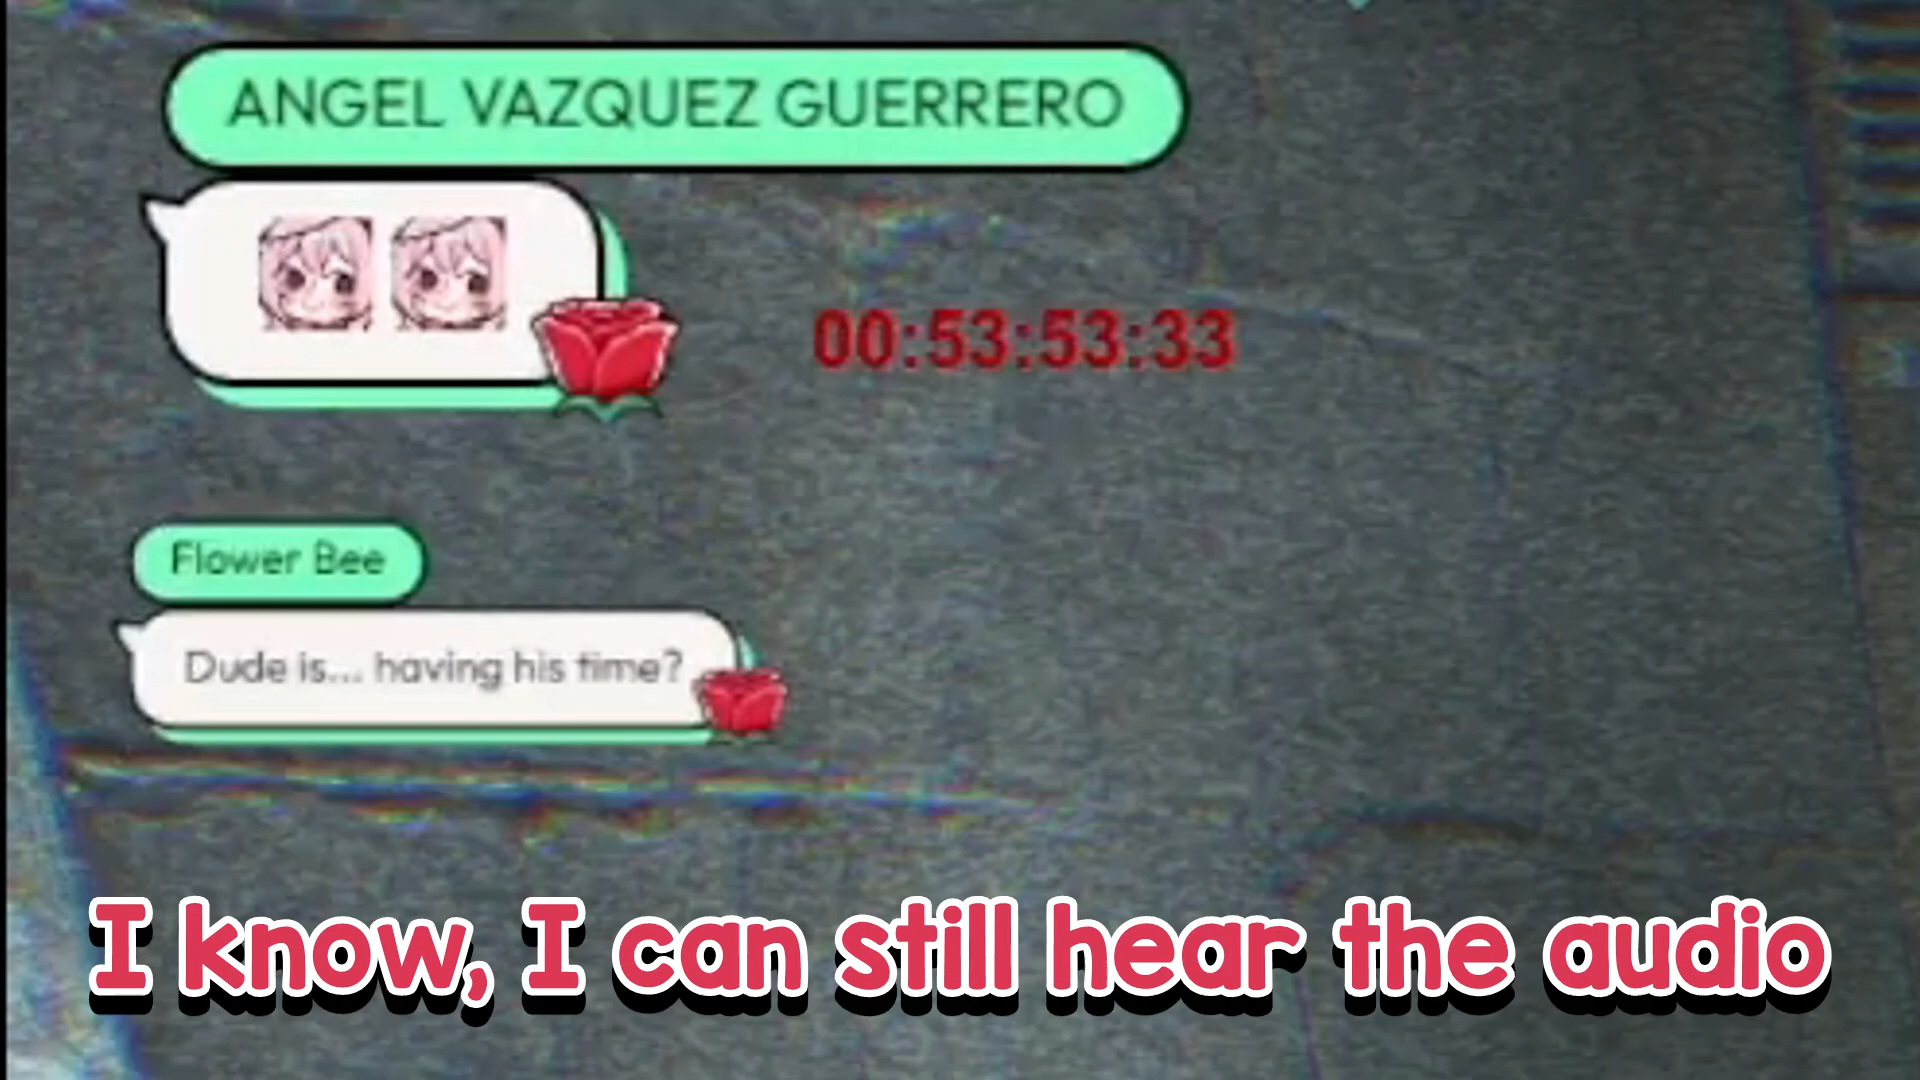 ANGEL VAZQUEZ GUERRERO
00:53:53:33
Flower Bee
Dude is... having his time?
I know, I can still hear the audio